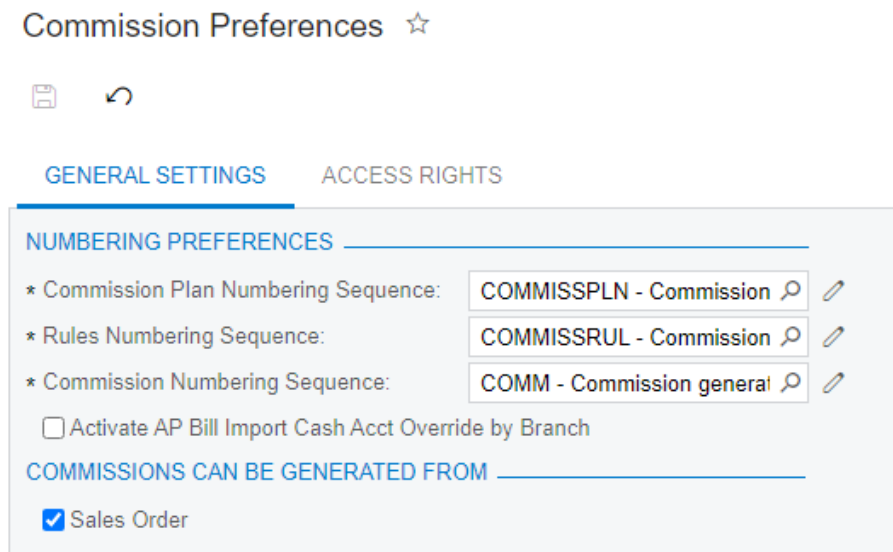 Commission Preferences
GENERAL SETTINGS ACCESS RIGHTS
NUMBERING PREFERENCES
* Commission Plan Numbering Sequence: COMMISSPLN - Commission
* Rules Numbering Sequence: COMMISSRUL - Commission
* Commission Numbering Sequence: COMM - Commission generat
Activate AP Bill Import Cash Acct Override by Branch
COMMISSIONS CAN BE GENERATED FROM
Sales Order